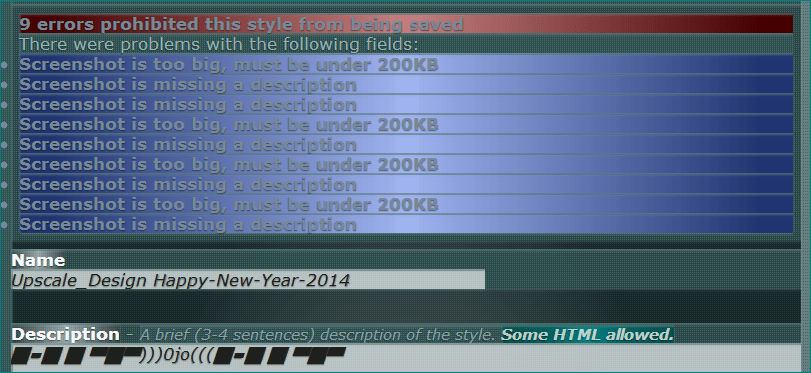 9 errors prohibited this style from being saved
There were problems with the following fields:
Screenshot is too big, must be under 200KB
Screenshot is missing a description
Screenshot is missing a description
Screenshot is too big, must be under 200KB
Screenshot is missing a description
Screenshot is too big, must be under 200KB
Screenshot is missing a description
Screenshot is too big, must be under 200KB
Screenshot is missing a description
Name
Upscale_Design Happy-New-Year-2014
Description - A brief (3-4 sentences) description of the style. Some HTML allowed.
)))0jo(((